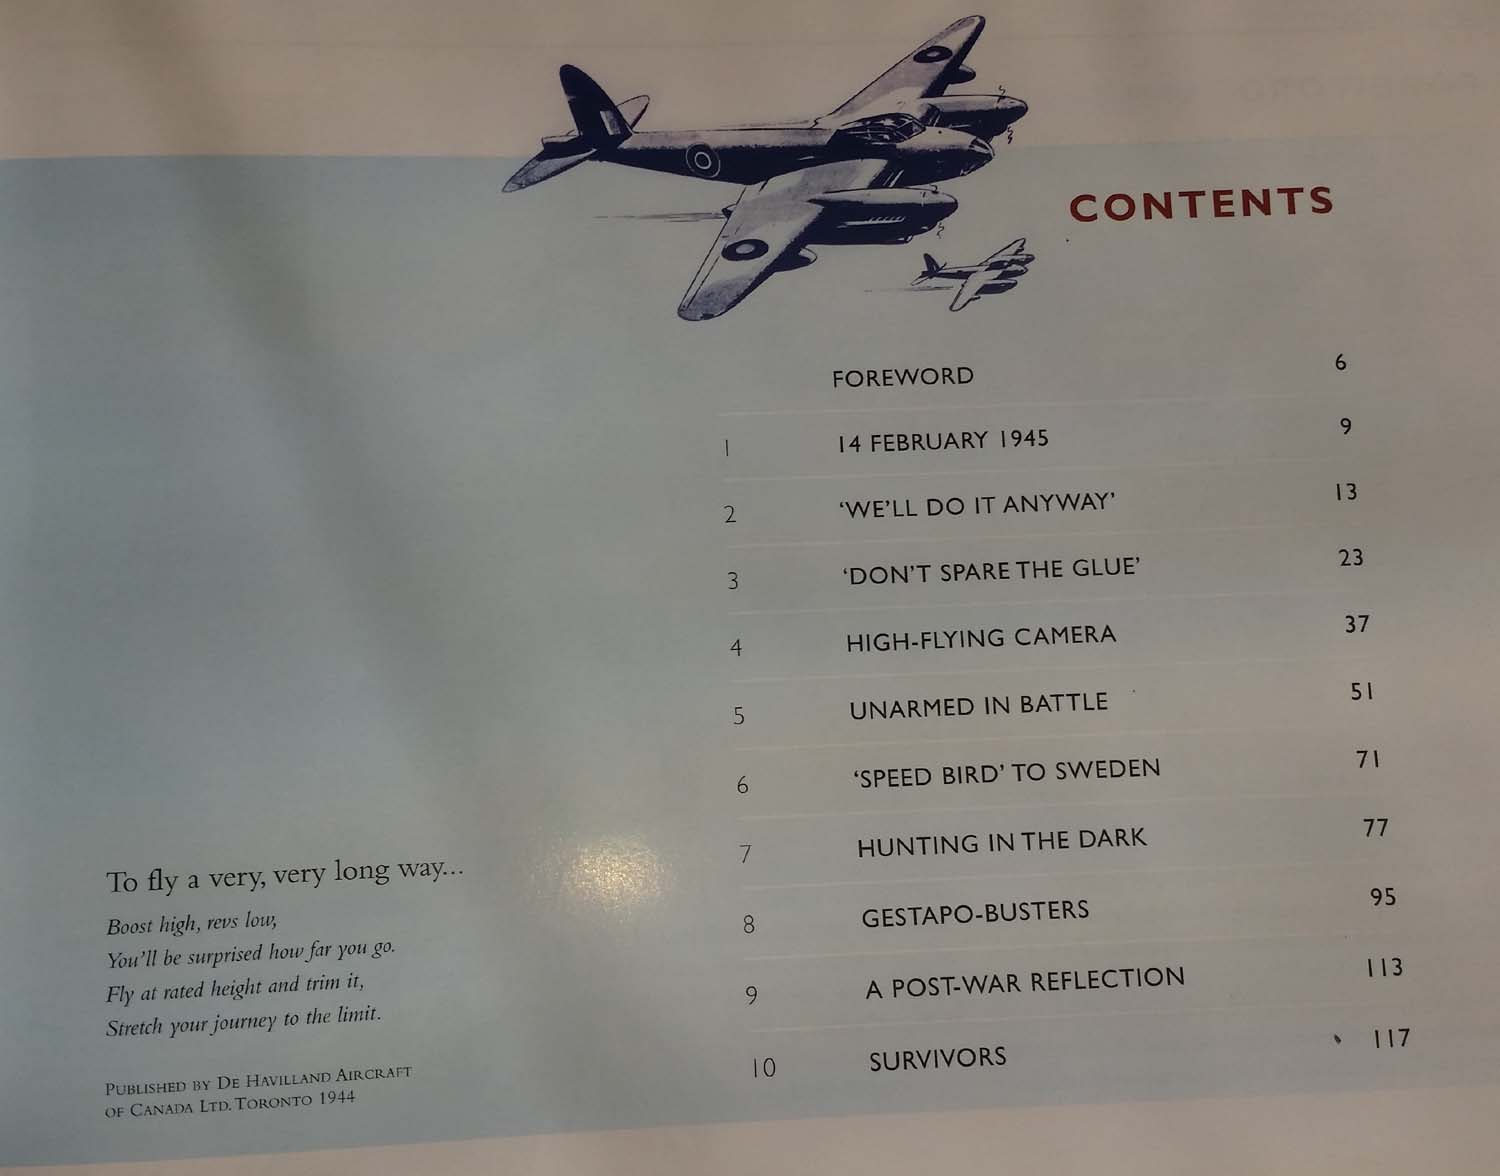 CONTENTS
FOREWORD 6
1 14 FEBRUARY 1945 9
2 ‘WE’LL DO IT ANYWAY’ 13
3 ‘DON’T SPARE THE GLUE’ 23
4 HIGH-FLYING CAMERA 37
5 UNARMED IN BATTLE 51
6 ‘SPEED BIRD’ TO SWEDEN 71
7 HUNTING IN THE DARK 77
8 GESTAPO-BUSTERS 95
9 A POST-WAR REFLECTION 113
10 SURVIVORS 117
To fly a very, very long way...
Boost high, revs low,
You’ll be surprised how far you go.
Fly at rated height and trim it,
Stretch your journey to the limit.
PUBLISHED BY DE HAVILLAND AIRCRAFT
OF CANADA LTD. TORONTO 1944